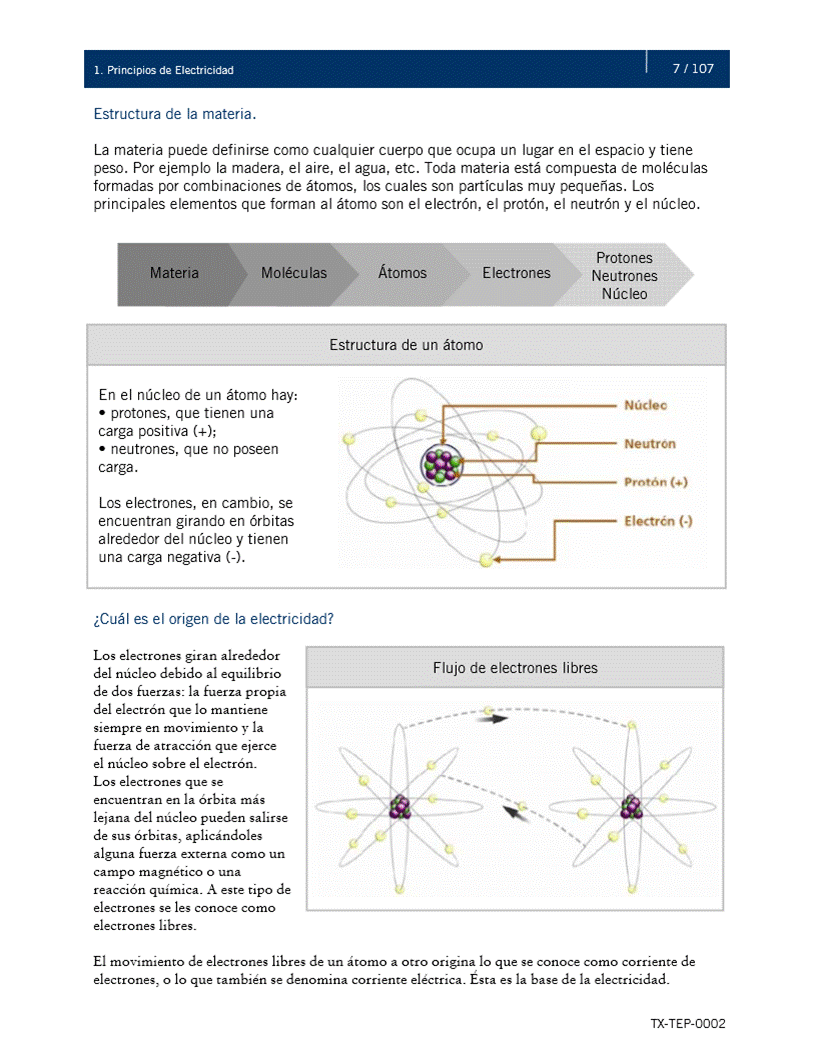 1. Principios de Electricidad
7 / 107
Estructura de la materia.
La materia puede definirse como cualquier cuerpo que ocupa un lugar en el espacio y tiene
peso. Por ejemplo la madera, el aire, el agua, etc. Toda materia está compuesta de moléculas
formadas por combinaciones de átomos, los cuales son partículas muy pequeñas. Los
principales elementos que forman al átomo son el electrón, el protón, el neutrón y el núcleo.
Materia
Moléculas
Átomos
Electrones
Protones
Neutrones
Núcleo
Estructura de un átomo
En el núcleo de un átomo hay:
• protones, que tienen una
carga positiva (+);
• neutrones, que no poseen
carga.
Los electrones, en cambio, se
encuentran girando en órbitas
alrededor del núcleo y tienen
una carga negativa (-).
Núcleo
Neutrón
Protón (+)
Electrón (-)
¿Cuál es el origen de la electricidad?
Los electrones giran alrededor
del núcleo debido al equilibrio
de dos fuerzas: la fuerza propia
del electrón que lo mantiene
siempre en movimiento y la
fuerza de atracción que ejerce
el núcleo sobre el electrón.
Los electrones que se
encuentran en la órbita más
lejana del núcleo pueden salirse
de sus órbitas, aplicándoles
alguna fuerza externa como un
campo magnético o una
reacción química. A este tipo de
electrones se les conoce como
electrones libres.
Flujo de electrones libres
El movimiento de electrones libres de un átomo a otro origina lo que se conoce como corriente de
electrones, o lo que también se denomina corriente eléctrica. Ésta es la base de la electricidad.
TX-TEP-0002